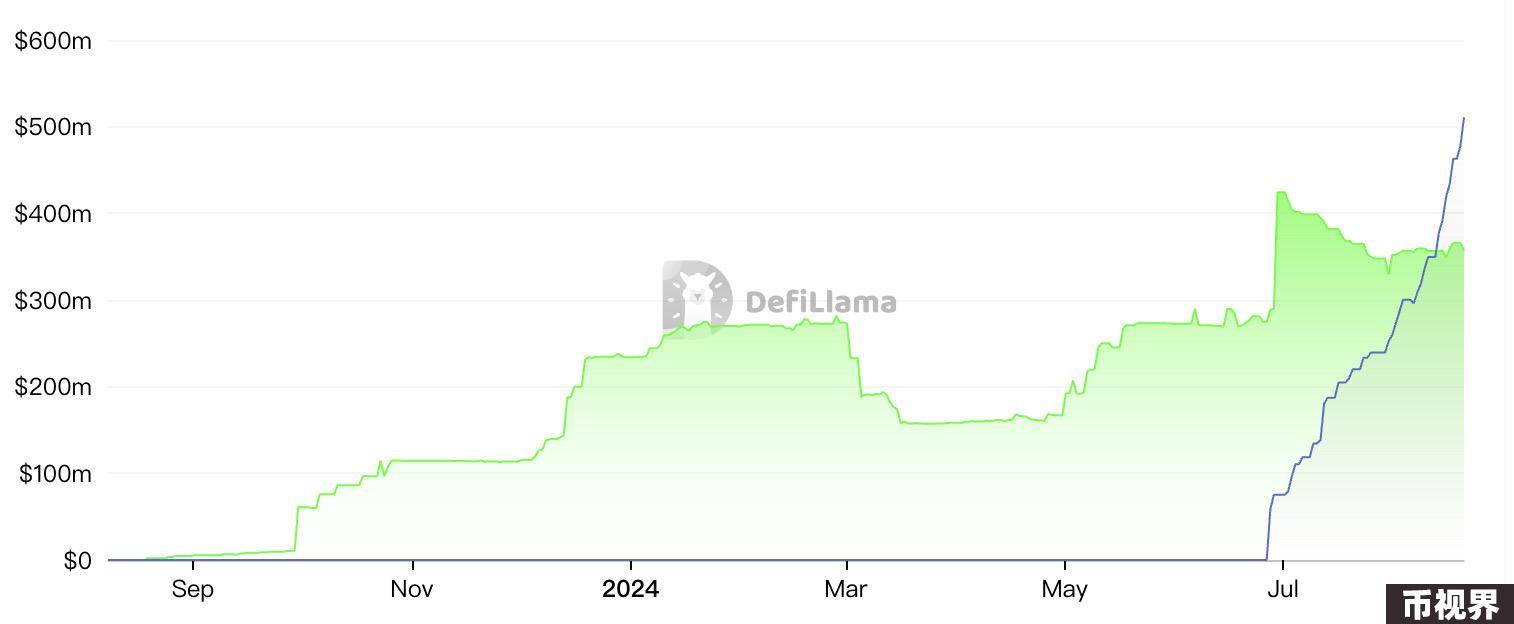 $600m
$500m
$400m
$300m
$200m
$100m
$0
DefiLlama
Sep Nov 2024 Mar May Jul
币视界